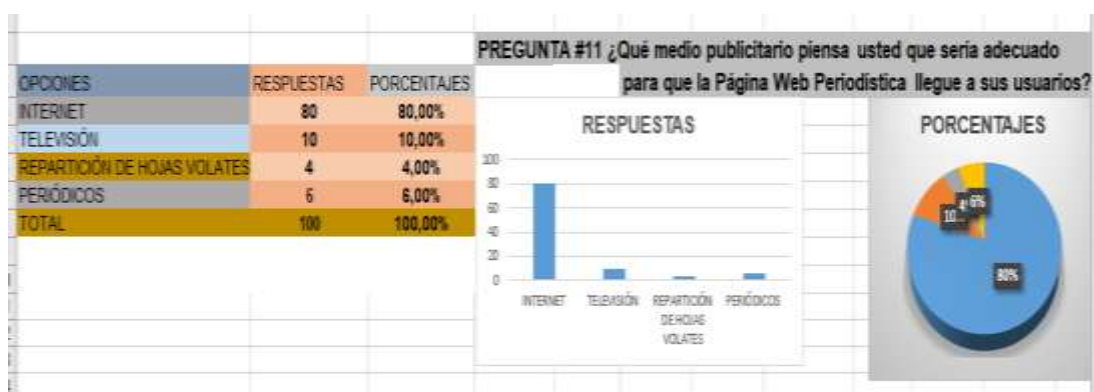 PREGUNTA #11 ¿Qué medio publicitario piensa usted que seria adecuado
para que la Página Web Periodística llegue a sus usuarios?
OPCIONES RESPUESTAS PORCENTAJES
INTERNET 80 80,00%
TELEVISIÓN 10 10,00%
REPARTICIÓN DE HOJAS VOLATES 4 4,00%
PERIÓDICOS 6 6,00%
TOTAL 100 100,00%
RESPUESTAS
100
80
60
40
20
0
INTERNET TELEVISIÓN REPARTICIÓN PERIÓDICOS
DE HOJAS
VOLATES
PORCENTAJES
10...
4
6%
80%